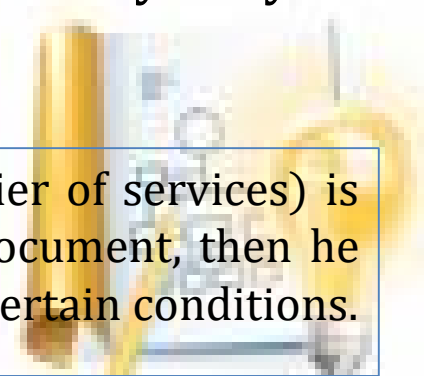 ier of services) is
ocument, then he
ertain conditions.